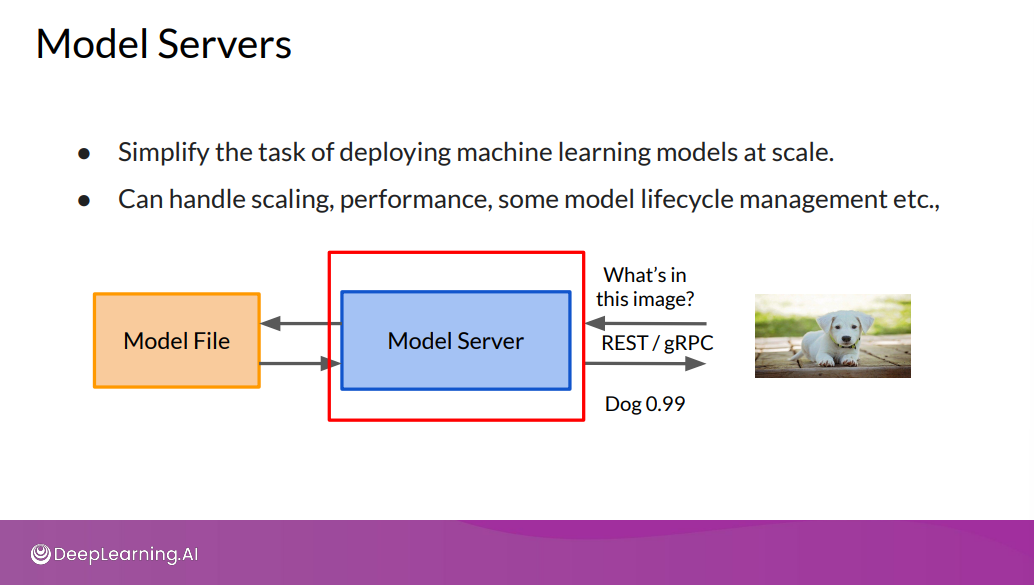 Model Servers
● Simplify the task of deploying machine learning models at scale.
● Can handle scaling, performance, some model lifecycle management etc.,
Model File
Model Server
What's in
this image?
REST / gRPC
Dog 0.99
DeepLearning.AI